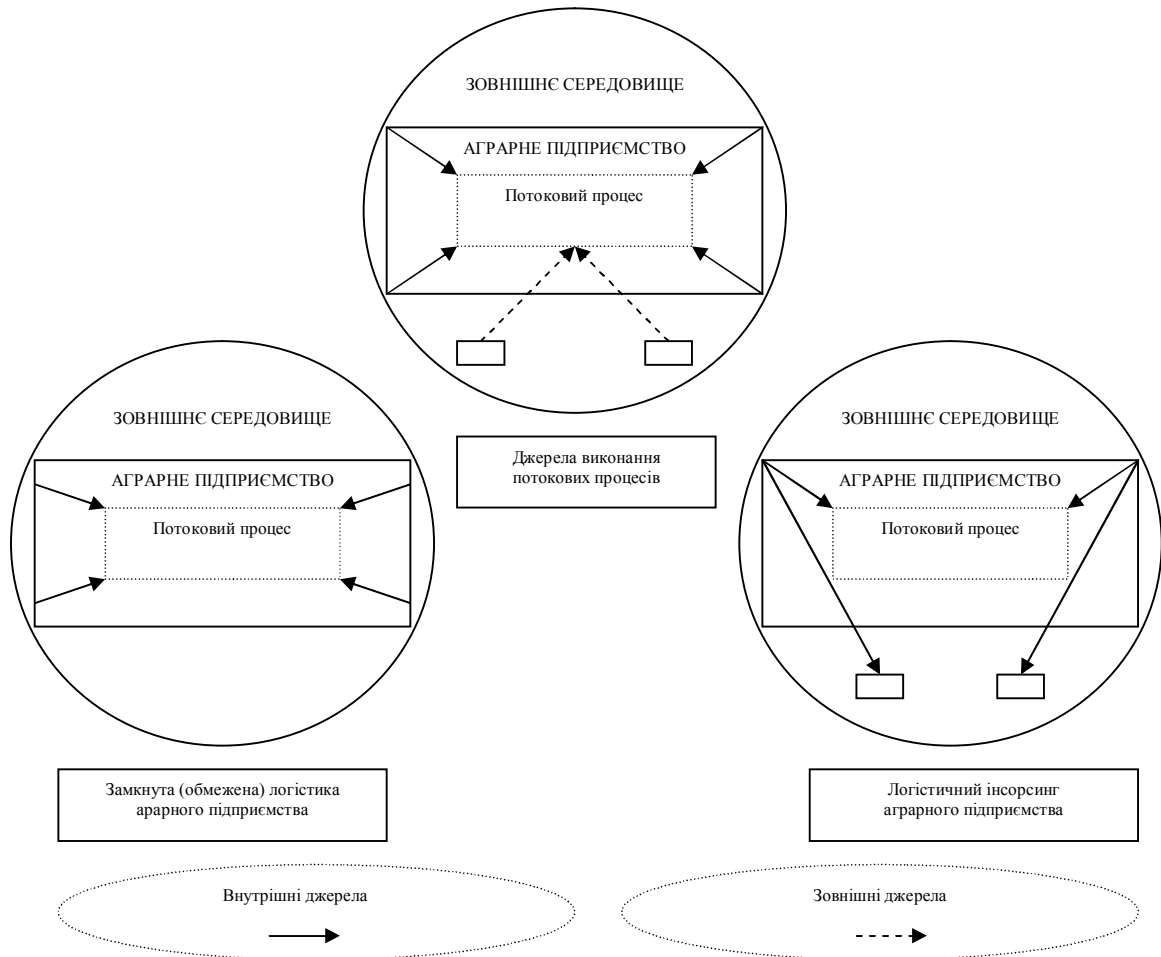 ЗОВНІШНЄ СЕРЕДОВИЩЕ
АГРАРНЕ ПІДПРИЄМСТВО
Потоковий процес
ЗОВНІШНЄ СЕРЕДОВИЩЕ
АГРАРНЕ ПІДПРИЄМСТВО
Потоковий процес
Джерела виконання
потокових процесів
ЗОВНІШНЄ СЕРЕДОВИЩЕ
АГРАРНЕ ПІДПРИЄМСТВО
Потоковий процес
Замкнута (обмежена) логістика
арарного підприємства
Логістичний інсорсинг
аграрного підприємства
Внутрішні джерела
Зовнішні джерела